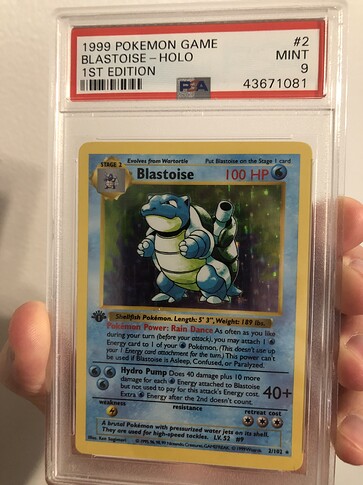 1999 POKEMON GAME #2
BLASTOISE - HOLO MINT
1ST EDITION 9
PSA 43671081
STAGE 2 Evolves from Wartortle Put Blastoise on the Stage 1 card
Blastoise 100 HP
Shellfish Pokémon. Length: 5' 3", Weight: 189 lbs.
Pokémon Power: Rain Dance As often as you like
during your turn (before your attack), you may attach 1
Energy card to 1 of your Pokémon. (This doesn't use up
your 1 Energy card attachment for the turn.) This power can't
be used if Blastoise is Asleep, Confused, or Paralyzed.
Hydro Pump Does 40 damage plus 10 more
damage for each Energy attached to Blastoise
but not used to pay for this attack's Energy cost.
Extra Energy after the 2nd doesn't count.
40+
weakness resistance retreat cost
A brutal Pokémon with pressurized water jets on its shell.
They are used for high-speed tackles. LV. 52 #9
Illus. Ken Sugimori 2/102